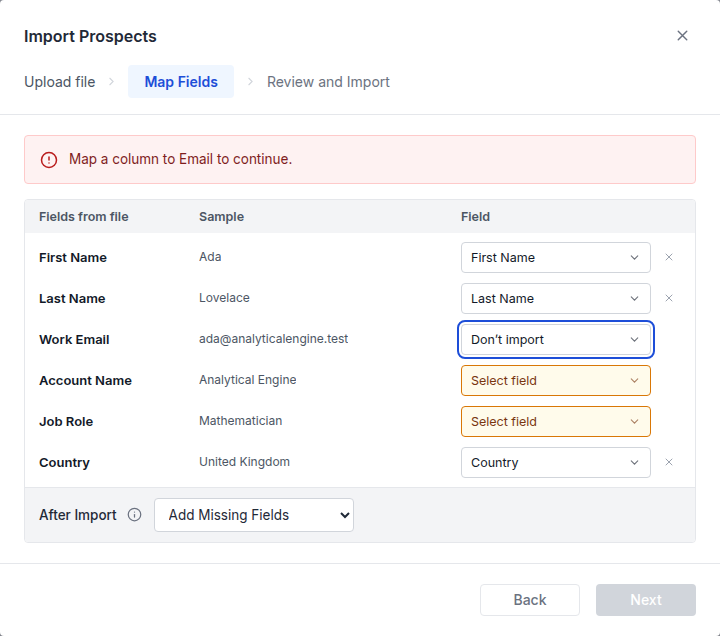 Import Prospects
Upload file
Map Fields
Review and Import
Map a column to Email to continue.
Fields from file Sample Field
First Name Ada First Name
Last Name Lovelace Last Name
Work Email ada@analyticalengine.test Don't import
Account Name Analytical Engine Select field
Job Role Mathematician Select field
Country United Kingdom Country
After Import Add Missing Fields
Back Next